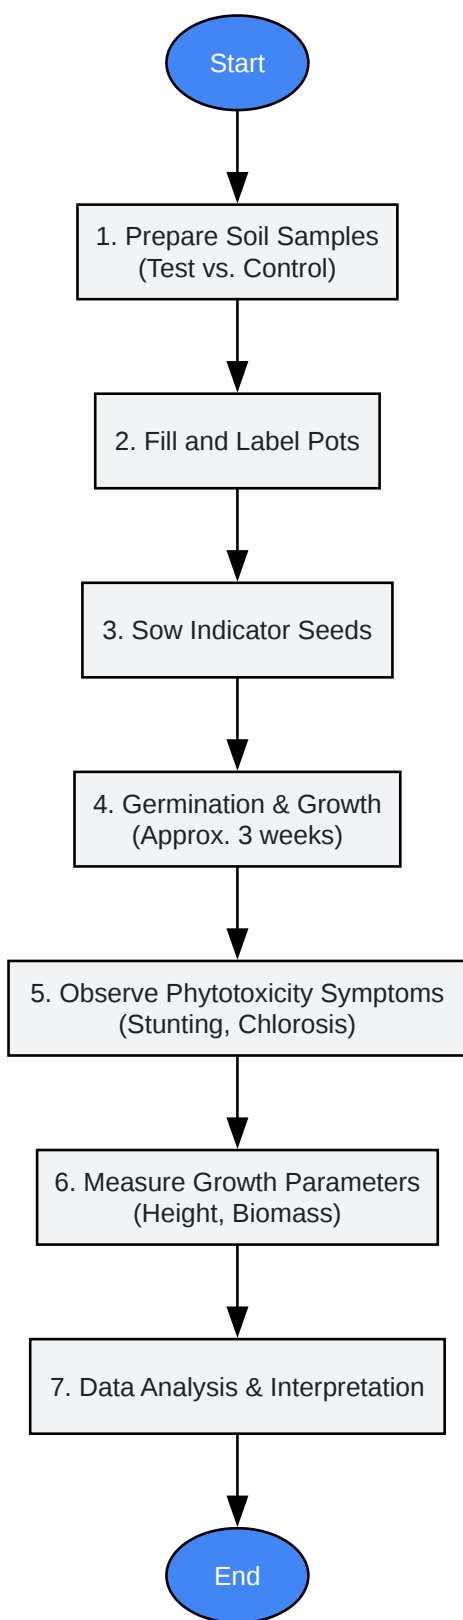 Start
1. Prepare Soil Samples
(Test vs. Control)
2. Fill and Label Pots
3. Sow Indicator Seeds
4. Germination & Growth
(Approx. 3 weeks)
5. Observe Phytotoxicity Symptoms
(Stunting, Chlorosis)
6. Measure Growth Parameters
(Height, Biomass)
7. Data Analysis & Interpretation
End